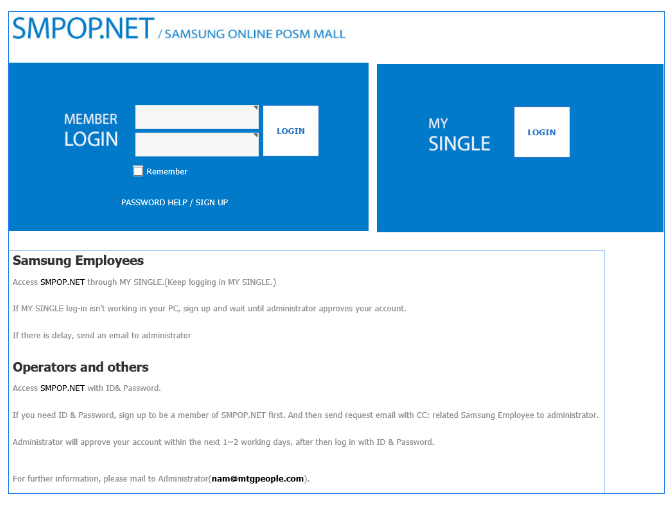 SMPOP.NET / SAMSUNG ONLINE POSM MALL
MEMBER
LOGIN
LOGIN
Remember
PASSWORD HELP / SIGN UP
MY
SINGLE
LOGIN
Samsung Employees
Access SMPOP.NET through MY SINGLE.(Keep logging in MY SINGLE.)
If MY SINGLE log-in isn't working in your PC, sign up and wait until administrator approves your account.
If there is delay, send an email to administrator
Operators and others
Access SMPOP.NET with ID& Password.
If you need ID & Password, sign up to be a member of SMPOP.NET first. And then send request email with CC: related Samsung Employee to administrator.
Administrator will approve your account within the next 1~2 working days, after then log in with ID & Password.
For further information, please mail to Administrator(nam@mtgpeople.com).